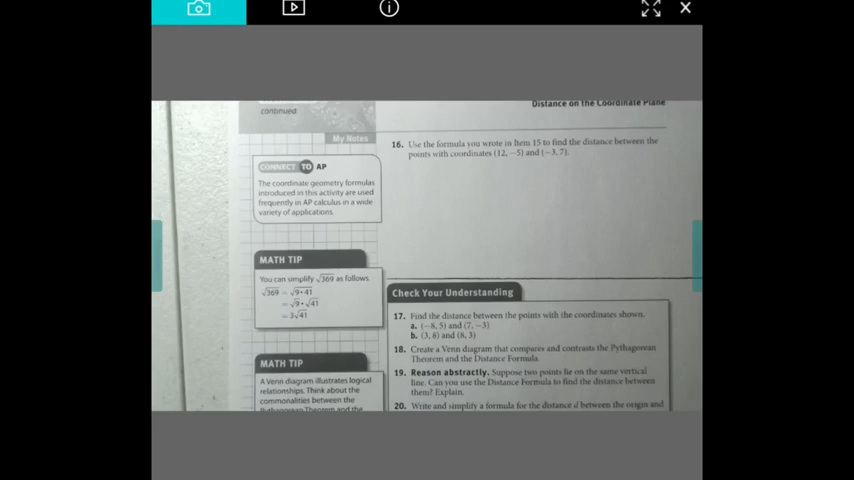 Distance on the Coordinate Plane
continued
My Notes
CONNECT TO AP
The coordinate geometry formulas
introduced in this activity are used
frequently in AP calculus in a wide
variety of applications.
MATH TIP
You can simplify √369 as follows.
√369 = √9•41
= √9 • √41
= 3√41
MATH TIP
A Venn diagram illustrates logical
relationships. Think about the
commonalities between the
Pythagorean Theorem and the
16. Use the formula you wrote in Item 15 to find the distance between the
points with coordinates (12, −5) and (−3, 7).
Check Your Understanding
17. Find the distance between the points with the coordinates shown.
a. (−8, 5) and (7, −3)
b. (3, 8) and (8, 3)
18. Create a Venn diagram that compares and contrasts the Pythagorean
Theorem and the Distance Formula.
19. Reason abstractly. Suppose two points lie on the same vertical
line. Can you use the Distance Formula to find the distance between
them? Explain.
20. Write and simplify a formula for the distance d between the origin and